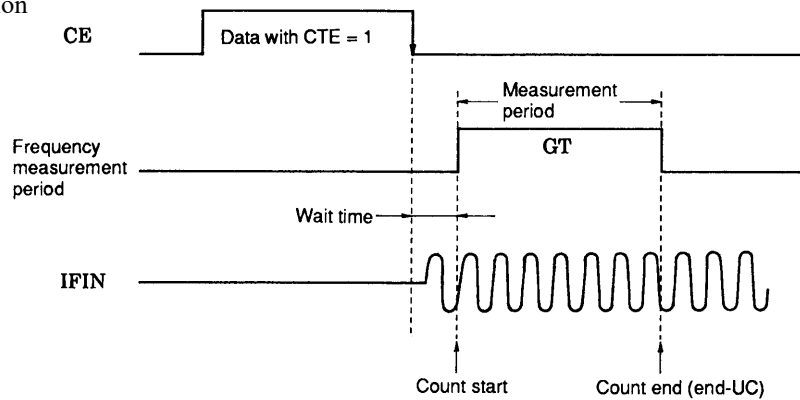 on
CE
Data with CTE = 1
Measurement
period
GT
Frequency
measurement
period
Wait time
IFIN
Count start
Count end (end-UC)